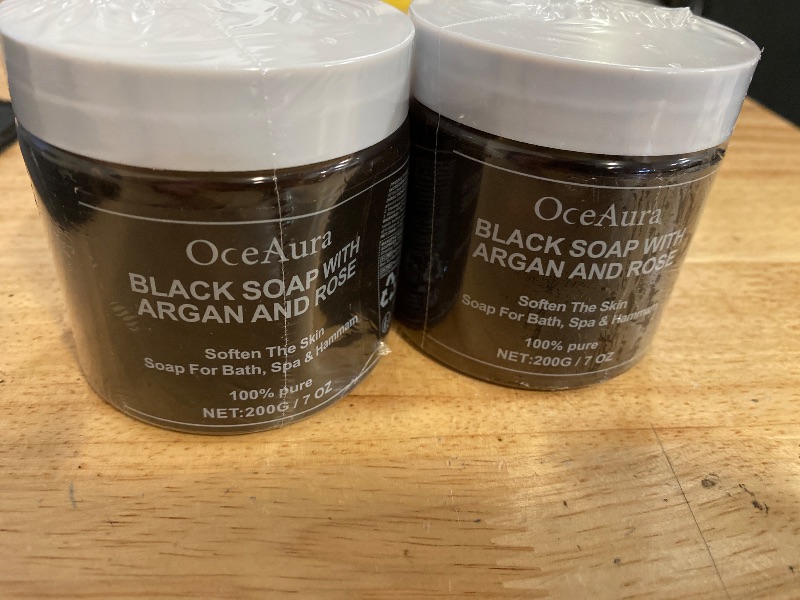 OceAura
BLACK SOAP WITH
ARGAN AND ROSE
Soften The Skin
Soap For Bath, Spa & Hammam
100% pure
NET:200G / 7 OZ
OceAura
BLACK SOAP WITH
ARGAN AND ROSE
Soften The Skin
Soap For Bath, Spa & Hammam
100% pure
NET:200G / 7 OZ